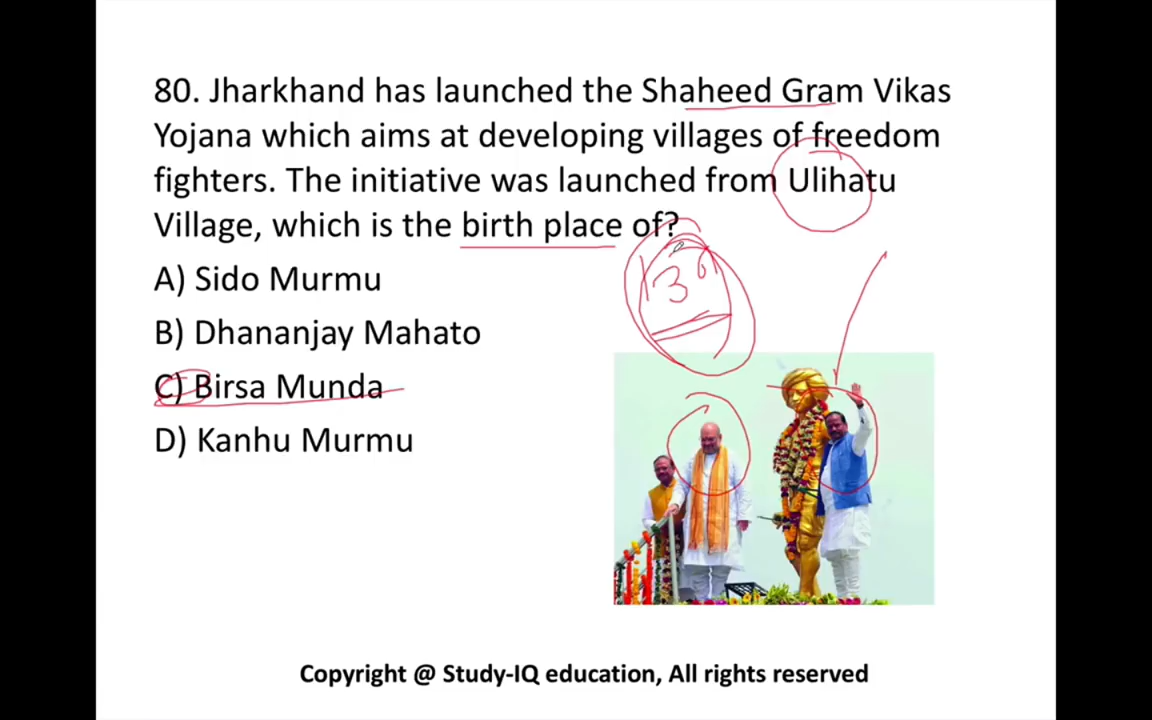 80. Jharkhand has launched the Shaheed Gram Vikas
Yojana which aims at developing villages of freedom
fighters. The initiative was launched from Ulihatu
Village, which is the birth place of?
A) Sido Murmu
B) Dhananjay Mahato
C) Birsa Munda
D) Kanhu Murmu
Copyright @ Study-IQ education, All rights reserved